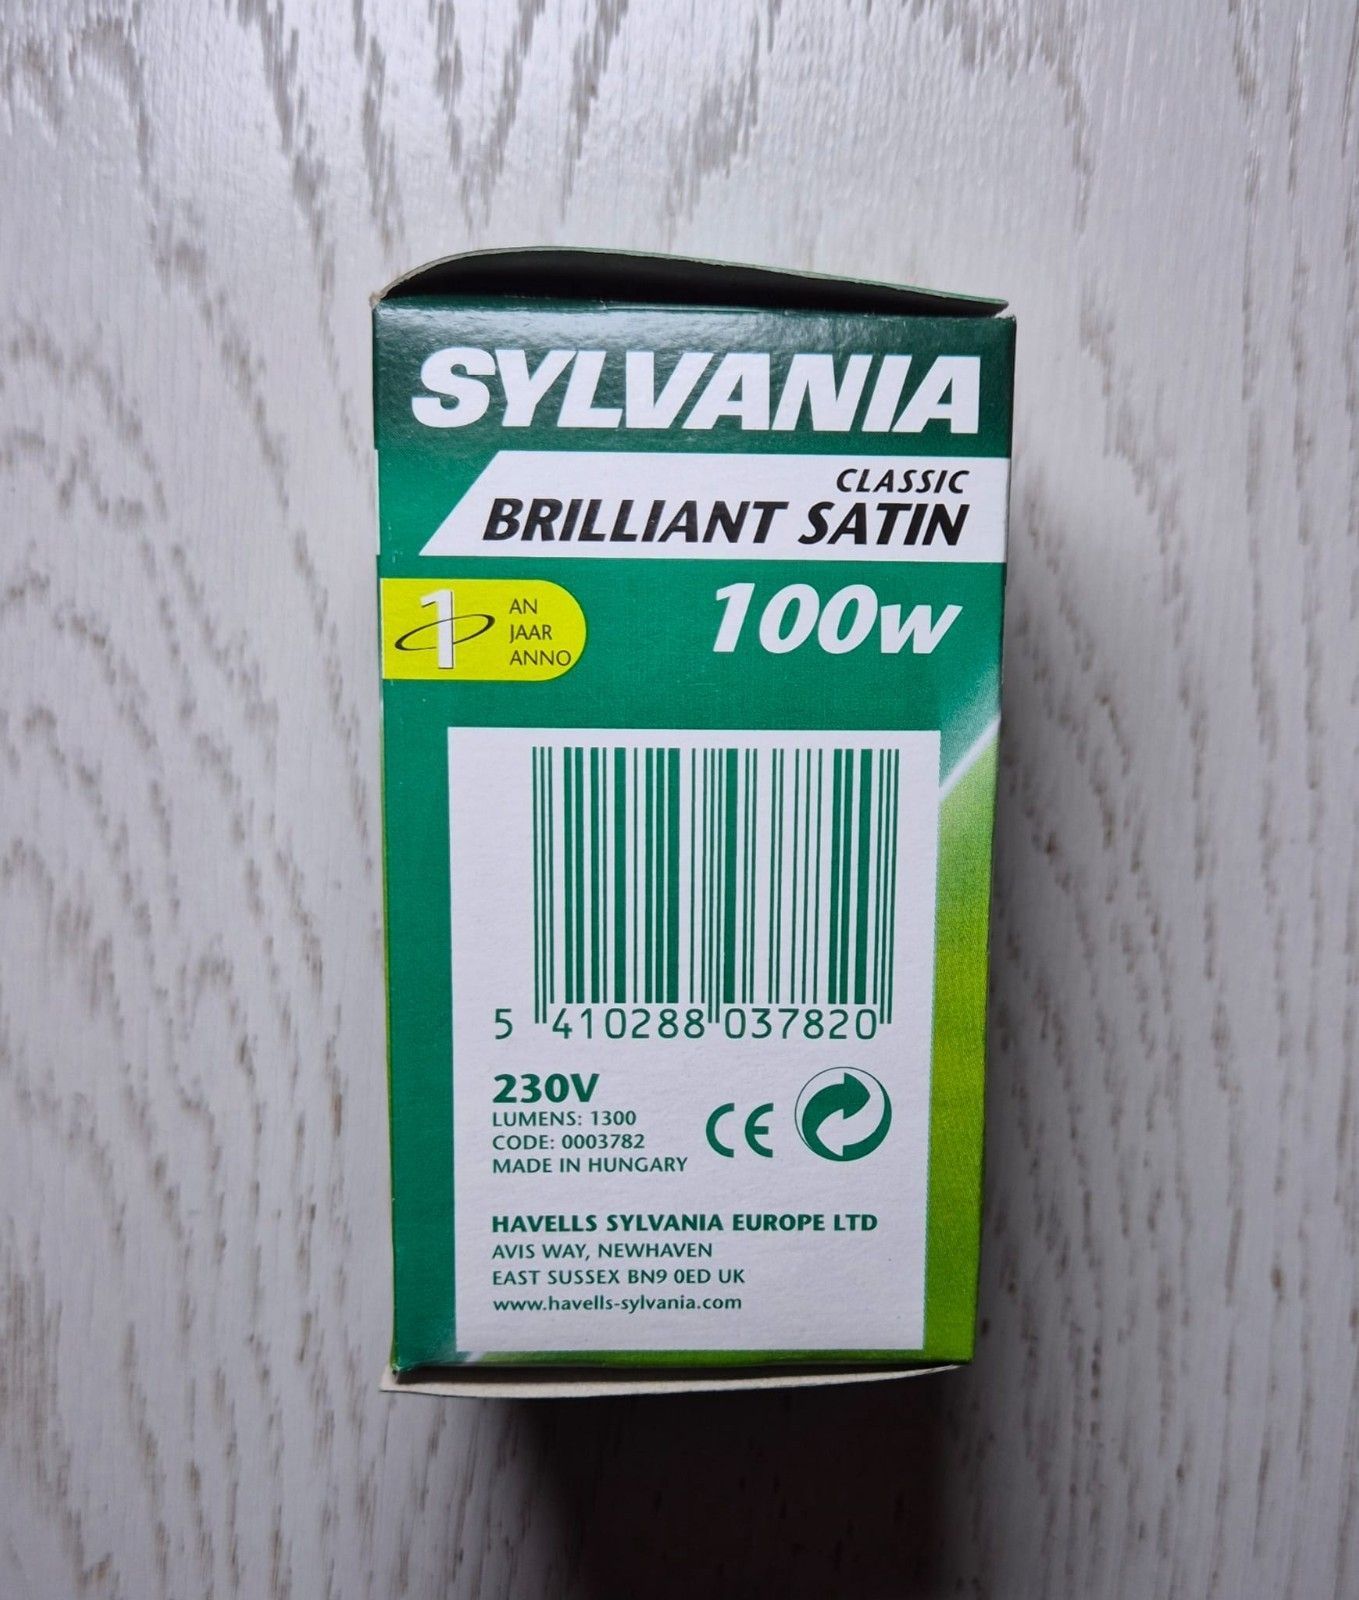 SYLVANIA
CLASSIC
BRILLIANT SATIN
100w
1
AN
JAAR
ANNO
5 410288 037820
230V
LUMENS: 1300
CODE: 0003782
MADE IN HUNGARY
CE
HAVELLS SYLVANIA EUROPE LTD
AVIS WAY, NEWHAVEN
EAST SUSSEX BN9 0ED UK
www.havells-sylvania.com